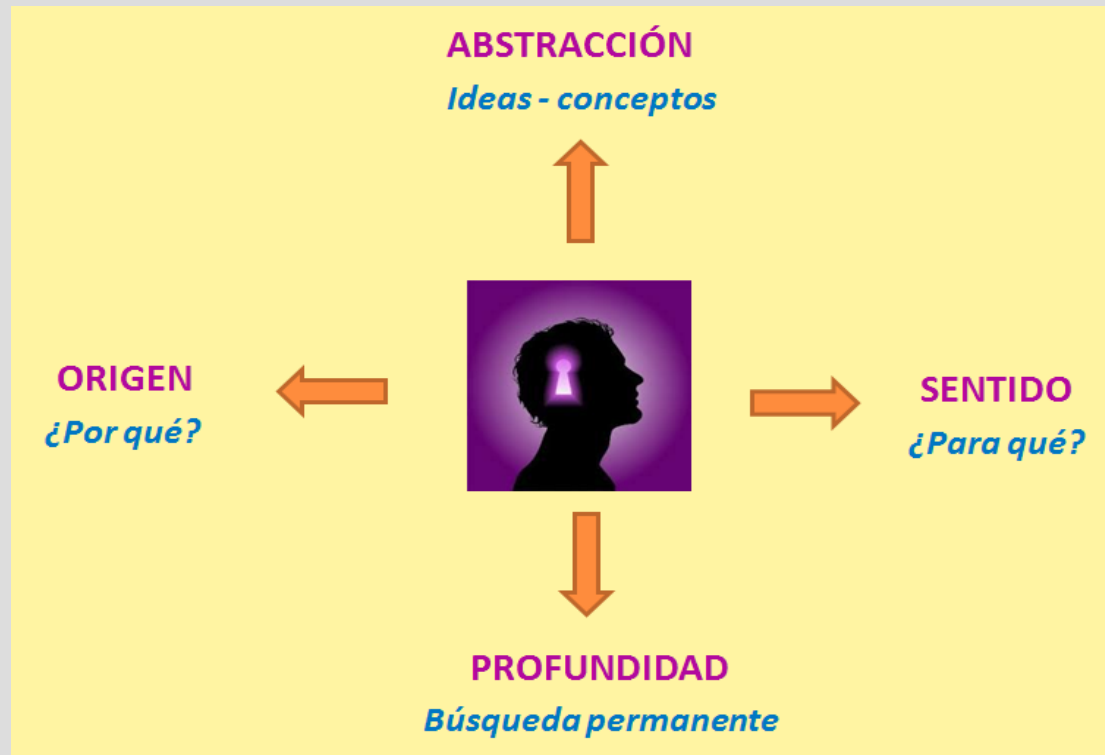 ABSTRACCIÓN
Ideas - conceptos
ORIGEN
¿Por qué?
SENTIDO
¿Para qué?
PROFUNDIDAD
Búsqueda permanente